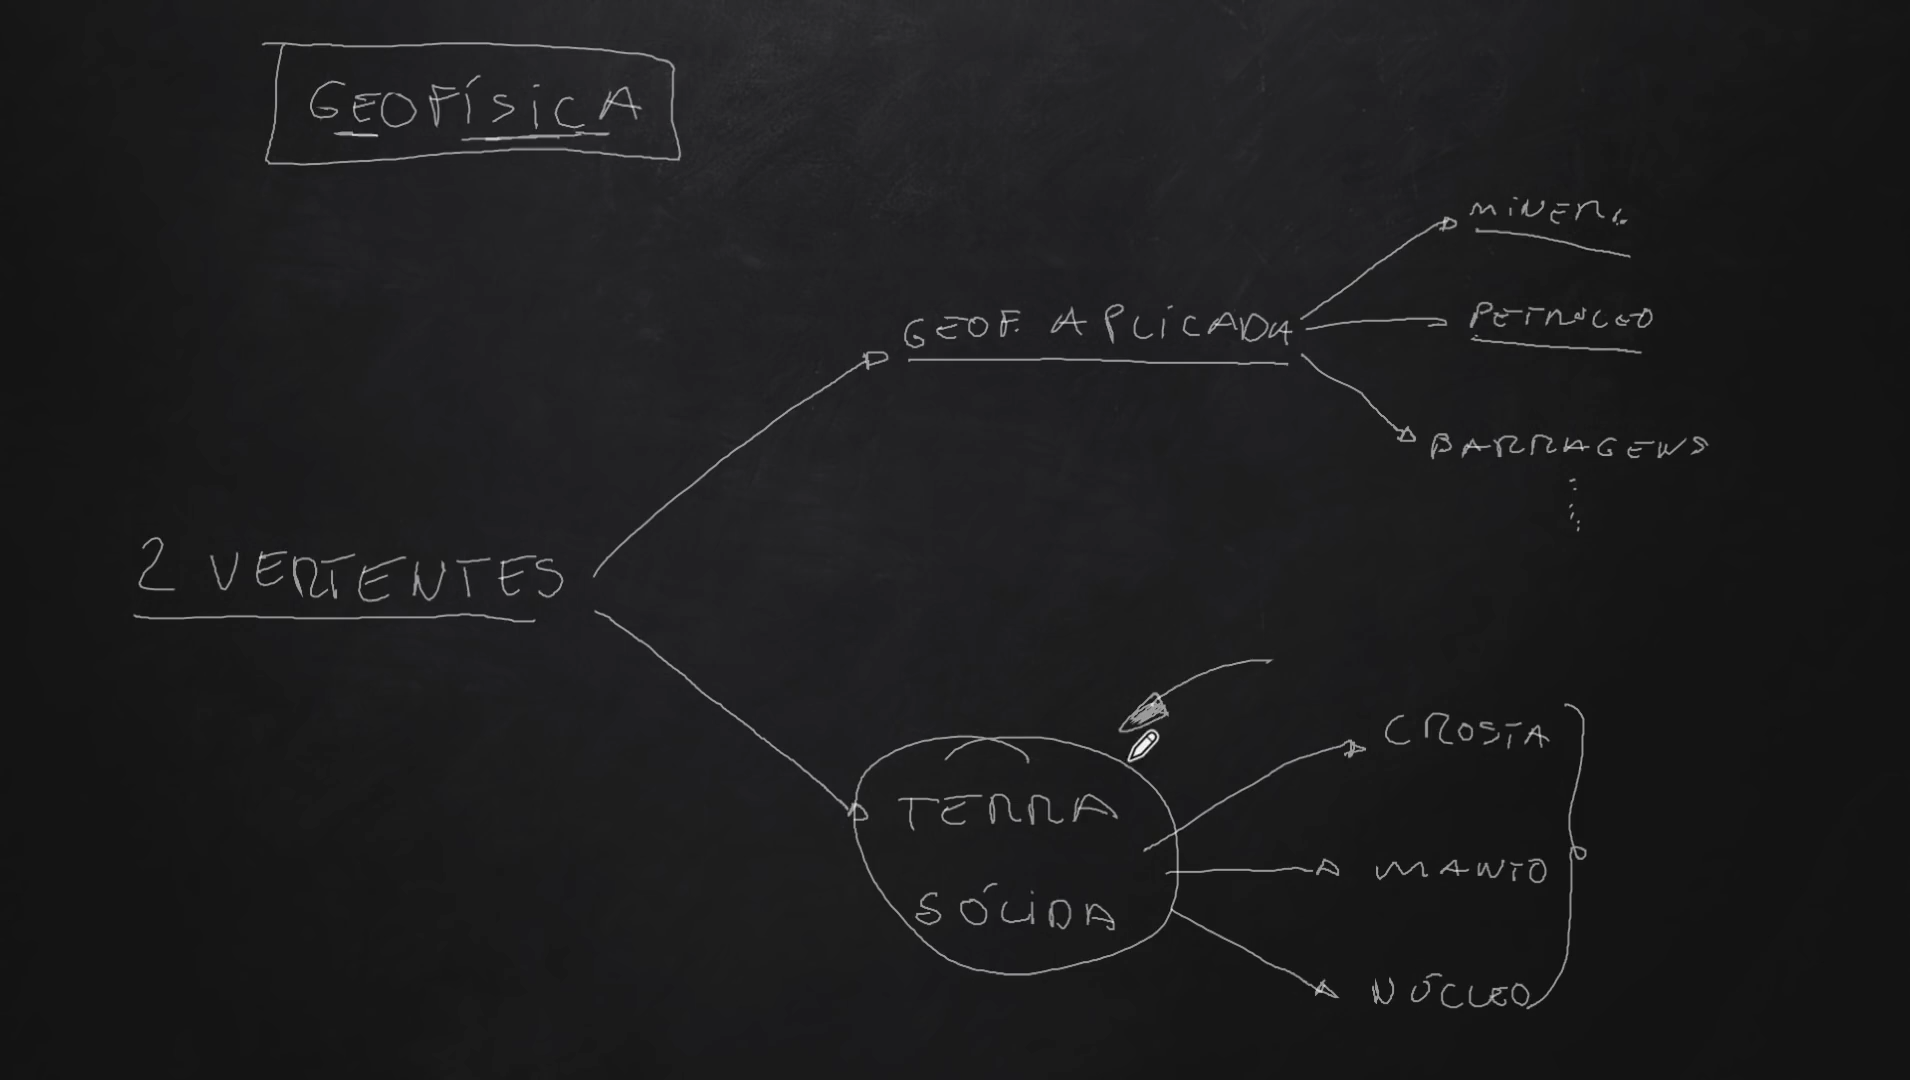 GEOFÍSICA
2 VERTENTES
GEOF. APLICADA
MINERA.
PETRÓLEO
BARRAGENS
TERRA
SÓLIDA
CROSTA
MANTO
NÚCLEO